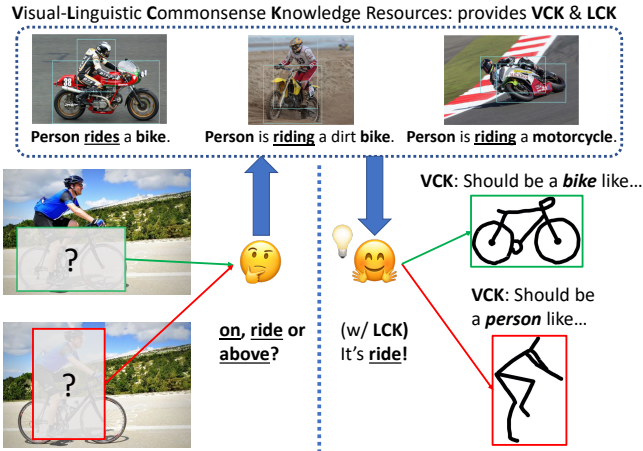 Visual-Linguistic Commonsense Knowledge Resources: provides VCK & LCK
Person rides a bike.
Person is riding a dirt bike.
Person is riding a motorcycle.
?
?
on, ride or
above?
(w/ LCK)
It's ride!
VCK: Should be a bike like…
VCK: Should be
a person like…